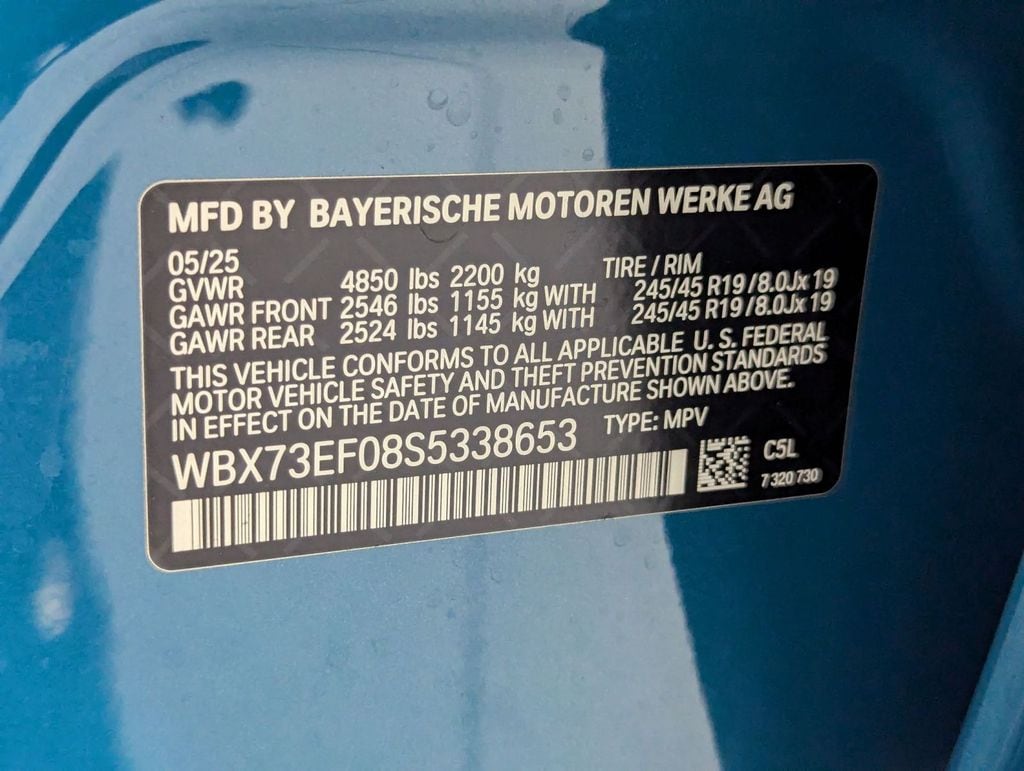 MFD BY BAYERISCHE MOTOREN WERKE AG
05/25 TIRE / RIM
GVWR 4850 lbs 2200 kg
GAWR FRONT 2546 lbs 1155 kg WITH 245/45 R19/8.0Jx19
GAWR REAR 2524 lbs 1145 kg WITH 245/45 R19/8.0Jx19
THIS VEHICLE CONFORMS TO ALL APPLICABLE U. S. FEDERAL
MOTOR VEHICLE SAFETY AND THEFT PREVENTION STANDARDS
IN EFFECT ON THE DATE OF MANUFACTURE SHOWN ABOVE.
WBX73EF08S5338653 TYPE: MPV
C5L
7 320 730